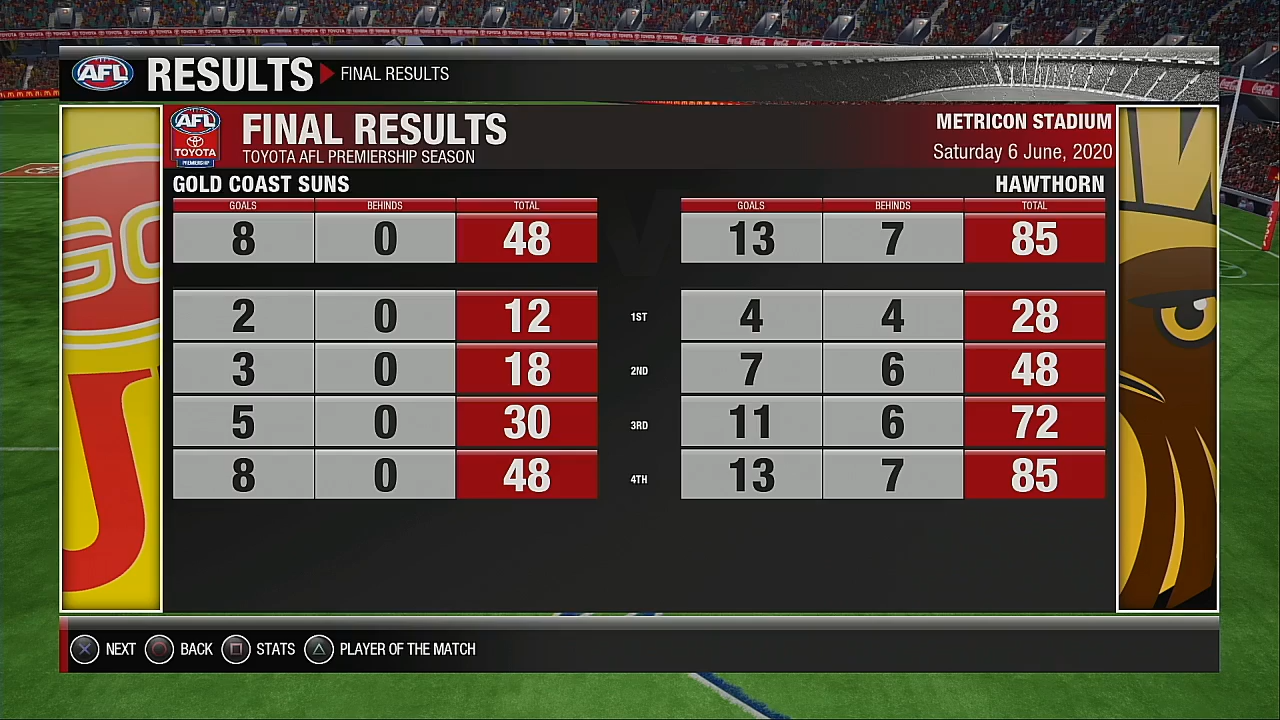 AFL RESULTS FINAL RESULTS
AFL
TOYOTA
PREMIERSHIP
FINAL RESULTS
TOYOTA AFL PREMIERSHIP SEASON
METRICON STADIUM
Saturday 6 June, 2020
GOLD COAST SUNS HAWTHORN
GOALS BEHINDS TOTAL GOALS BEHINDS TOTAL
8 0 48 13 7 85
2 0 12 1ST 4 4 28
3 0 18 2ND 7 6 48
5 0 30 3RD 11 6 72
8 0 48 4TH 13 7 85
NEXT BACK STATS PLAYER OF THE MATCH